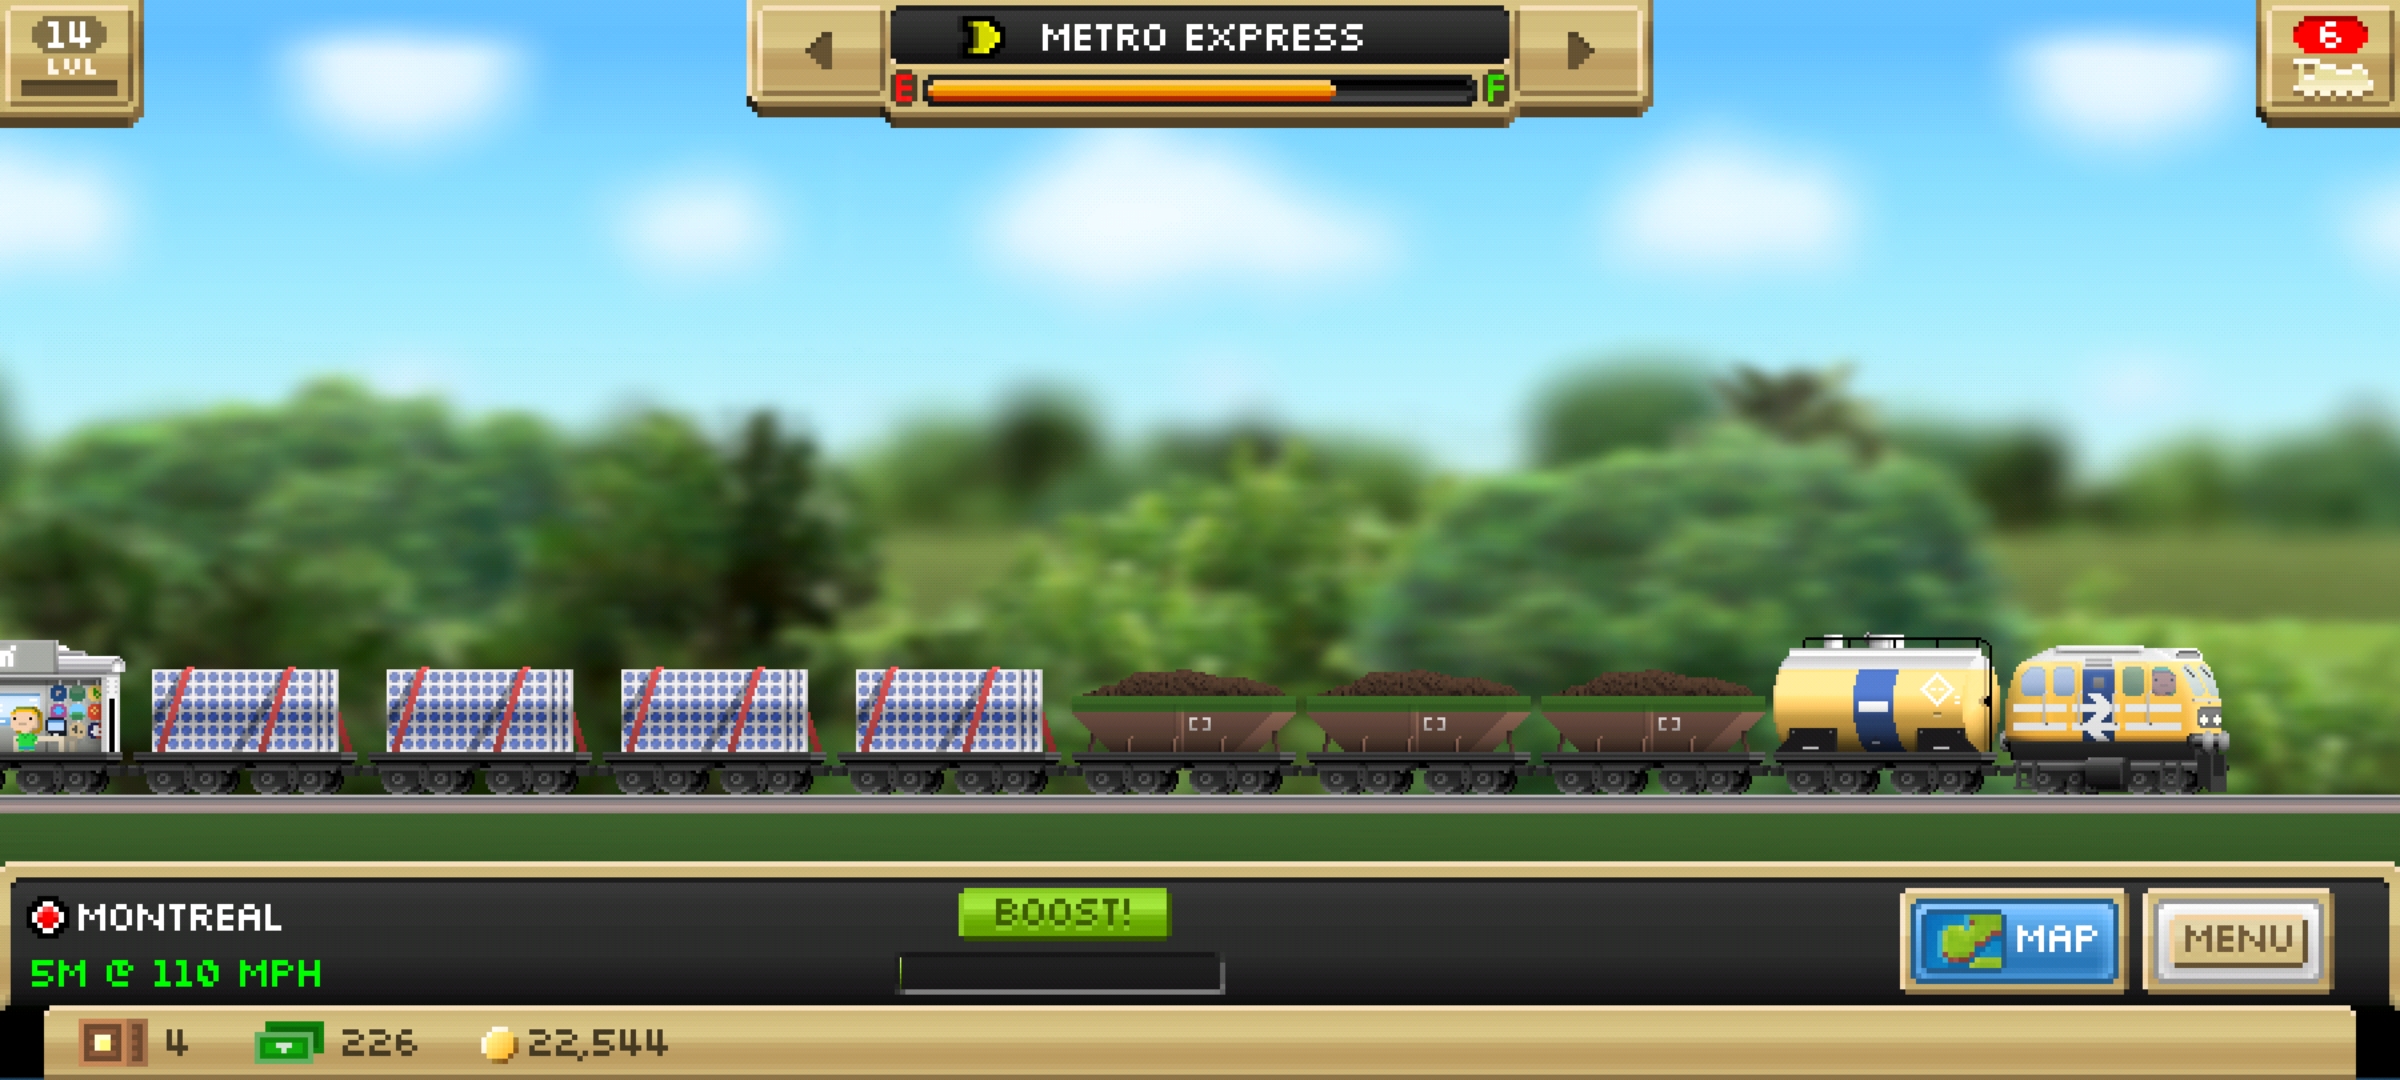 14
LVL
METRO EXPRESS
E
F
6
MONTREAL
5M @ 110 MPH
BOOST!
MAP
MENU
4
226
22,544